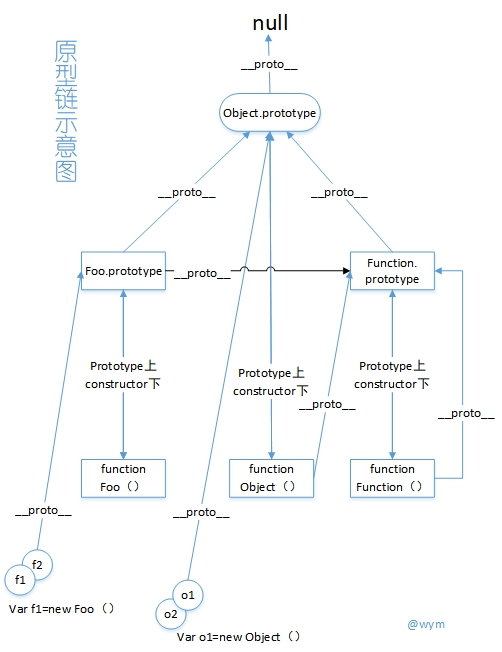 null
原型链示意图
__proto__
Object.prototype
__proto__
__proto__
Foo.prototype
__proto__
Function.
prototype
Prototype上
constructor下
Prototype上
constructor下
Prototype上
constructor下
__proto__
__proto__
function
Foo（）
function
Object（）
function
Function（）
__proto__
__proto__
f2
f1
o1
o2
Var f1=new Foo （）
@wym
Var o1=new Object （）